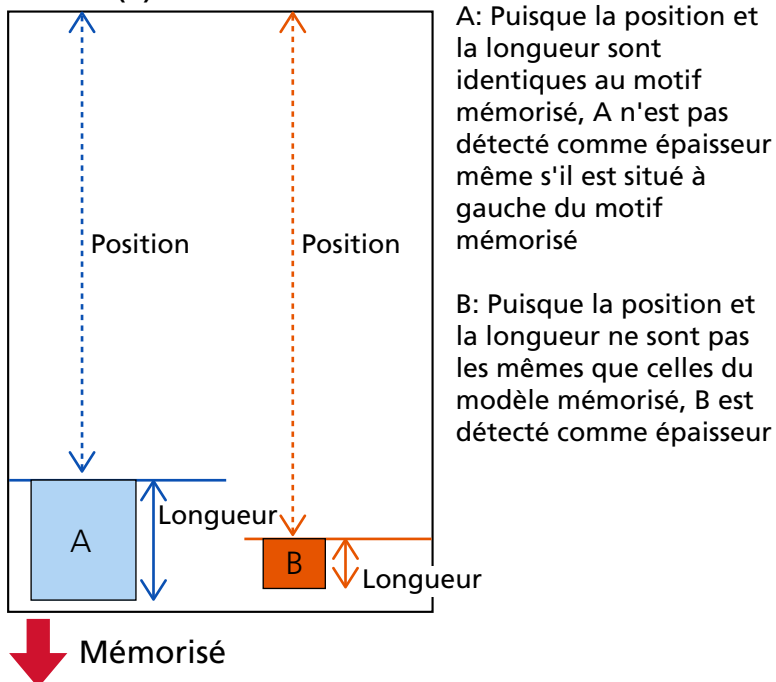 A: Puisque la position et
la longueur sont
identiques au motif
mémorisé, A n'est pas
détecté comme épaisseur
même s'il est situé à
gauche du motif
mémorisé
B: Puisque la position et
la longueur ne sont pas
les mêmes que celles du
modèle mémorisé, B est
détecté comme épaisseur
Position
Position
Longueur
A
B
Longueur
Mémorisé